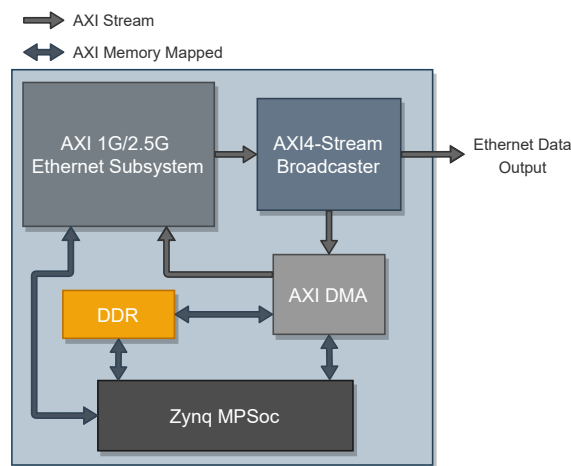 AXI Stream
AXI Memory Mapped
AXI 1G/2.5G
Ethernet Subsystem
AXI4-Stream
Broadcaster
Ethernet Data
Output
AXI DMA
DDR
Zynq MPSoc